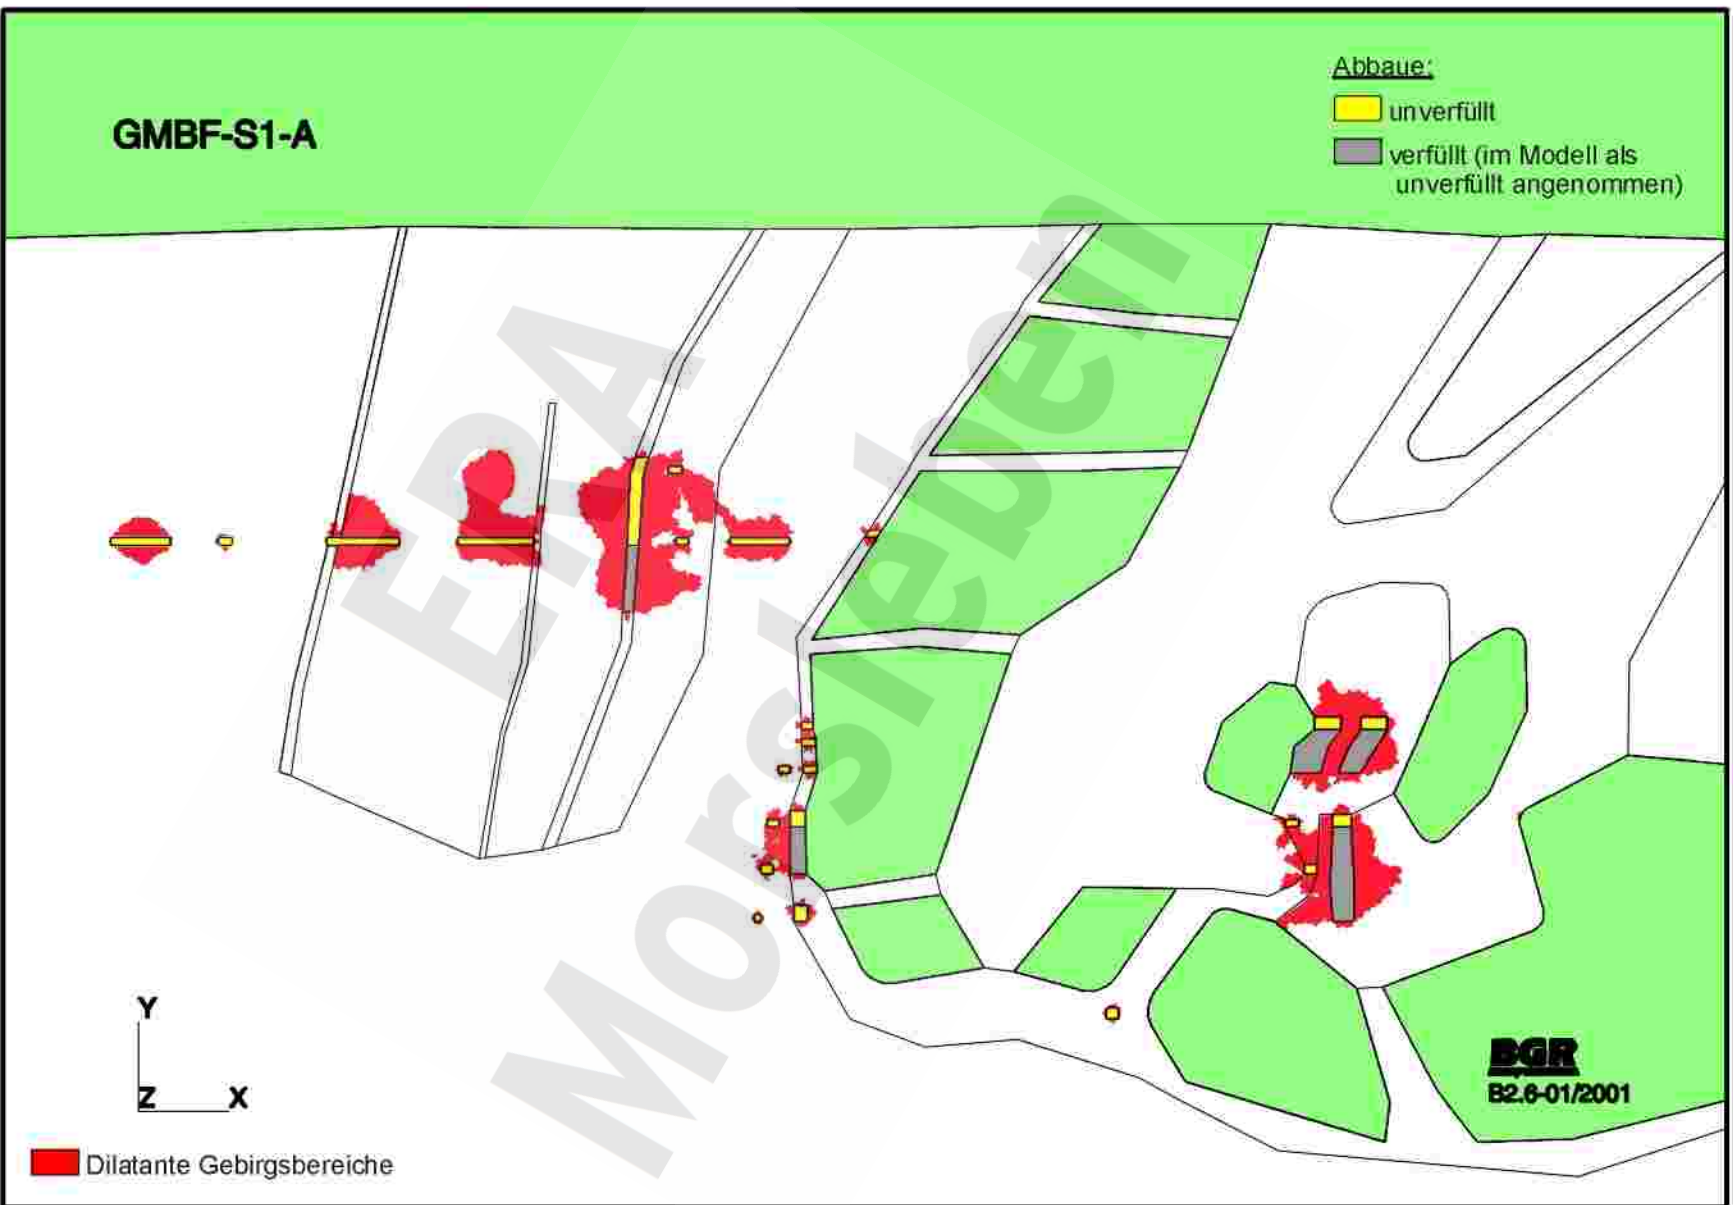 Abbaue:
GMBF-S1-A
unverfüllt
verfüllt (im Modell als
unverfüllt angenommen)
ERA
Morsleben
Y
Z
X
BGR
B2.6-01/2001
Dilatante Gebirgsbereiche